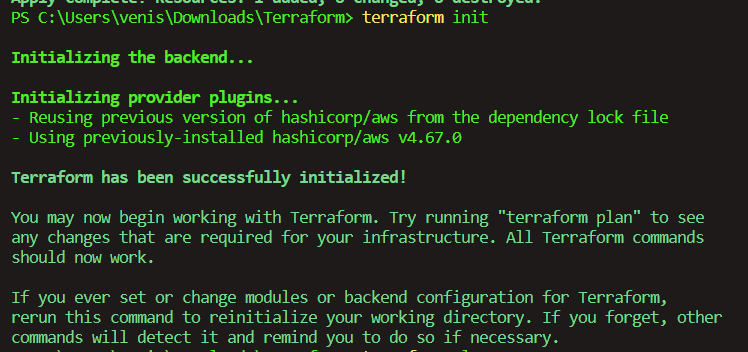 Apply complete! Resources: 1 added, 0 changed, 0 destroyed.
PS C:\Users\venis\Downloads\Terraform> terraform init
Initializing the backend...
Initializing provider plugins...
- Reusing previous version of hashicorp/aws from the dependency lock file
- Using previously-installed hashicorp/aws v4.67.0
Terraform has been successfully initialized!
You may now begin working with Terraform. Try running "terraform plan" to see
any changes that are required for your infrastructure. All Terraform commands
should now work.
If you ever set or change modules or backend configuration for Terraform,
rerun this command to reinitialize your working directory. If you forget, other
commands will detect it and remind you to do so if necessary.